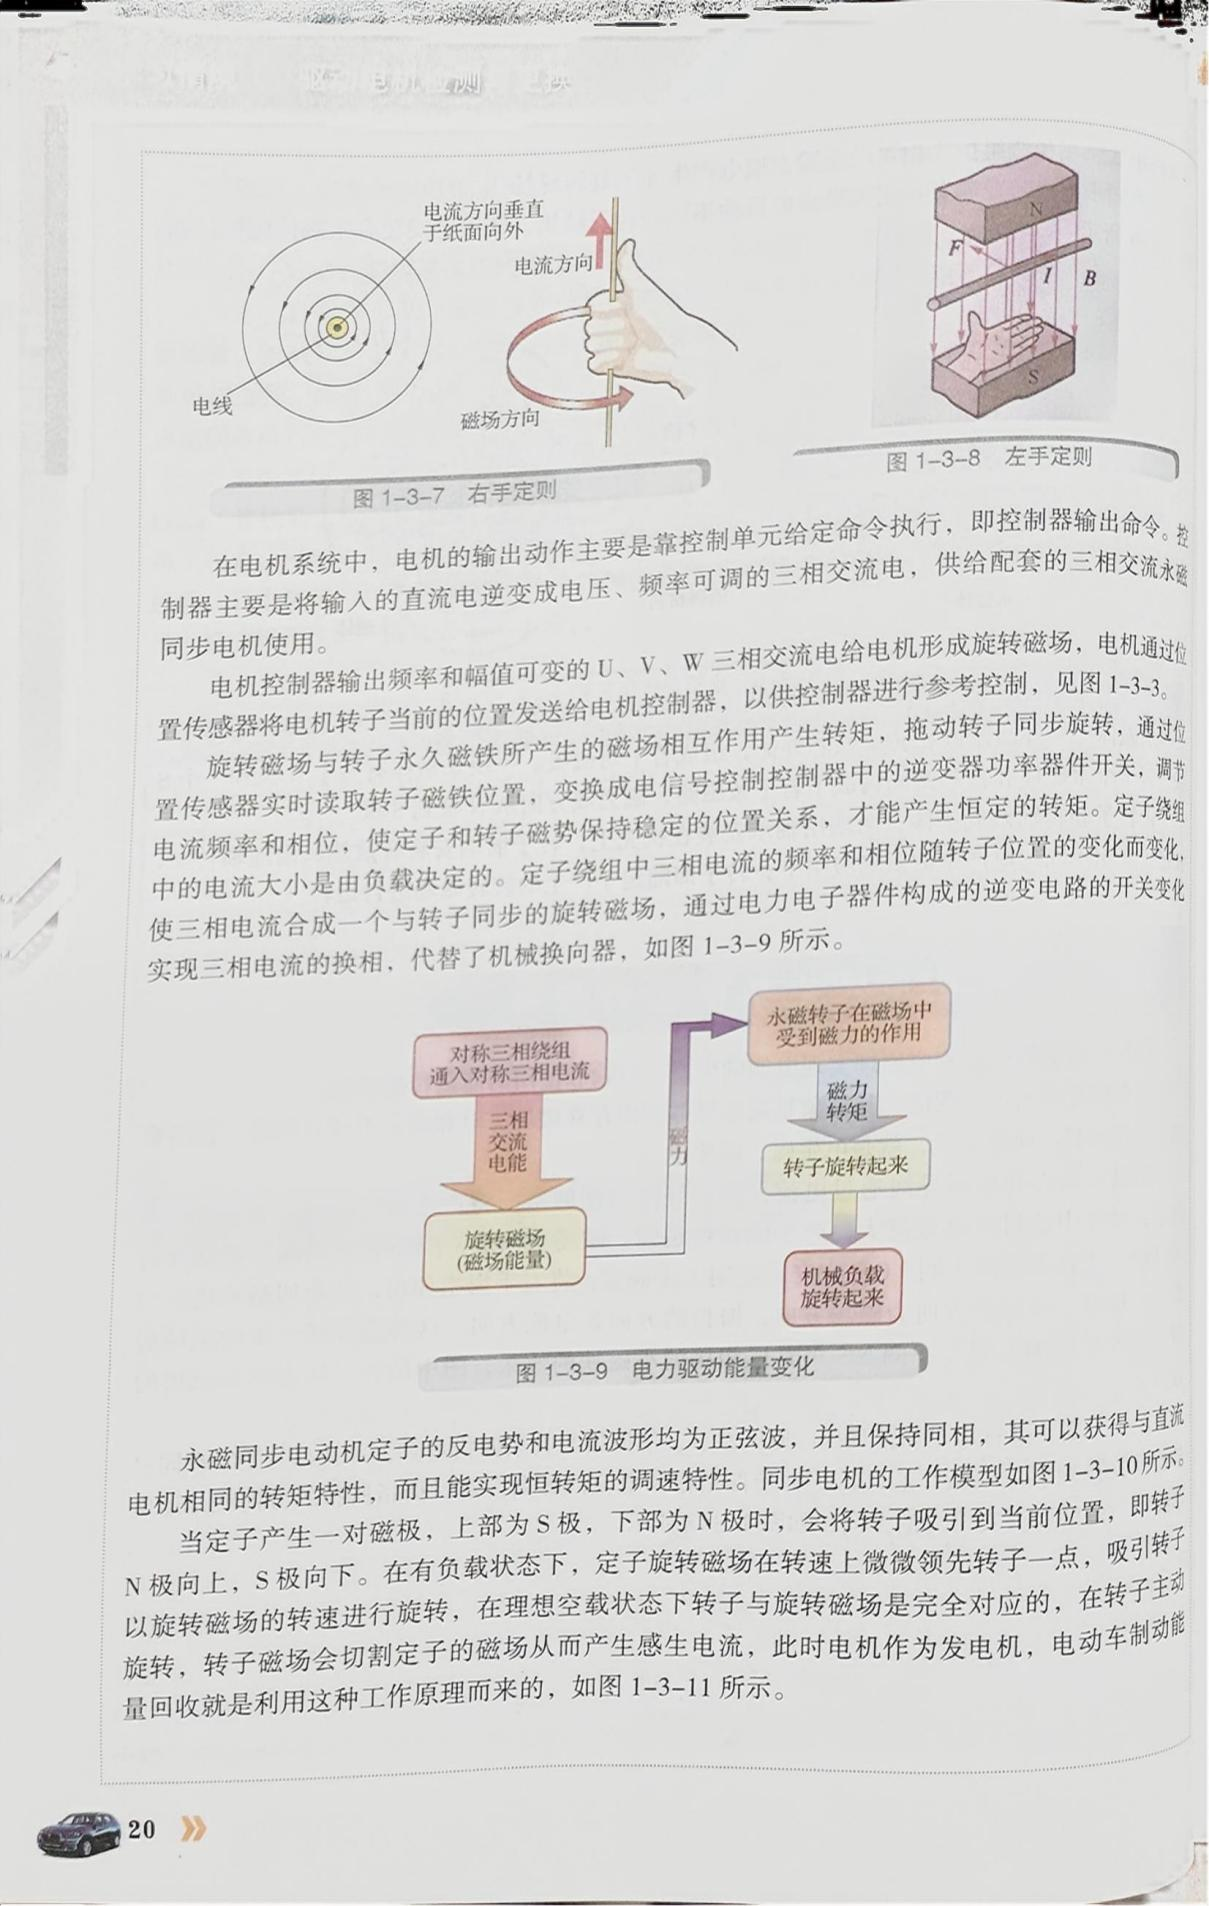 驱动电机检测
电流方向垂直
于纸面向外
电流方向
电线
磁场方向
图 1-3-7 右手定则
N
F
I
B
S
图 1-3-8 左手定则
在电机系统中，电机的输出动作主要是靠控制单元给定命令执行，即控制器输出命令。控
制器主要是将输入的直流电逆变成电压、频率可调的三相交流电，供给配套的三相交流永磁
同步电机使用。
电机控制器输出频率和幅值可变的 U、V、W 三相交流电给电机形成旋转磁场，电机通过位
置传感器将电机转子当前的位置发送给电机控制器，以供控制器进行参考控制，见图 1-3-3。
旋转磁场与转子永久磁铁所产生的磁场相互作用产生转矩，拖动转子同步旋转，通过位
置传感器实时读取转子磁铁位置，变换成电信号控制控制器中的逆变器功率器件开关，调节
电流频率和相位，使定子和转子磁势保持稳定的位置关系，才能产生恒定的转矩。定子绕组
中的电流大小是由负载决定的。定子绕组中三相电流的频率和相位随转子位置的变化而变化，
使三相电流合成一个与转子同步的旋转磁场，通过电力电子器件构成的逆变电路的开关变化
实现三相电流的换相，代替了机械换向器，如图 1-3-9 所示。
对称三相绕组
通入对称三相电流
三相
交流
电能
旋转磁场
(磁场能量)
磁
力
永磁转子在磁场中
受到磁力的作用
磁力
转矩
转子旋转起来
机械负载
旋转起来
图 1-3-9 电力驱动能量变化
永磁同步电动机定子的反电势和电流波形均为正弦波，并且保持同相，其可以获得与直流
电机相同的转矩特性，而且能实现恒转矩的调速特性。同步电机的工作模型如图 1-3-10 所示。
当定子产生一对磁极，上部为 S 极，下部为 N 极时，会将转子吸引到当前位置，即转子
N 极向上，S 极向下。在有负载状态下，定子旋转磁场在转速上微微领先转子一点，吸引转子
以旋转磁场的转速进行旋转，在理想空载状态下转子与旋转磁场是完全对应的，在转子主动
旋转，转子磁场会切割定子的磁场从而产生感生电流，此时电机作为发电机，电动车制动能
量回收就是利用这种工作原理而来的，如图 1-3-11 所示。
20